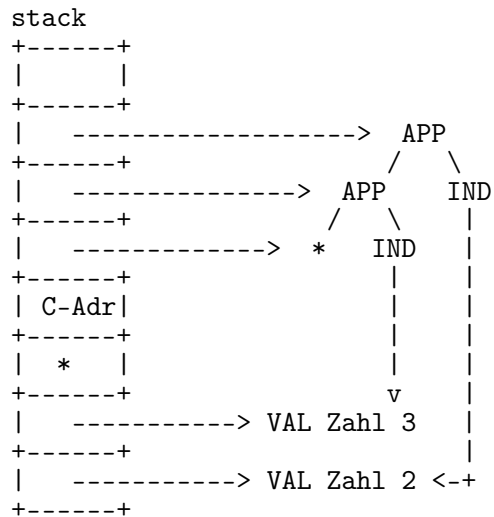 stack
+------+
|      |
+------+
|   -------------------> APP
+------+                /   \
|   ---------------> APP     IND
+------+            /   \     |
|   ------------->  *   IND   |
+------+                 |    |
| C-Adr|                 |    |
+------+                 |    |
|  *   |                 |    |
+------+                 v    |
|   -----------> VAL Zahl 3   |
+------+                      |
|   -----------> VAL Zahl 2 <-+
+------+